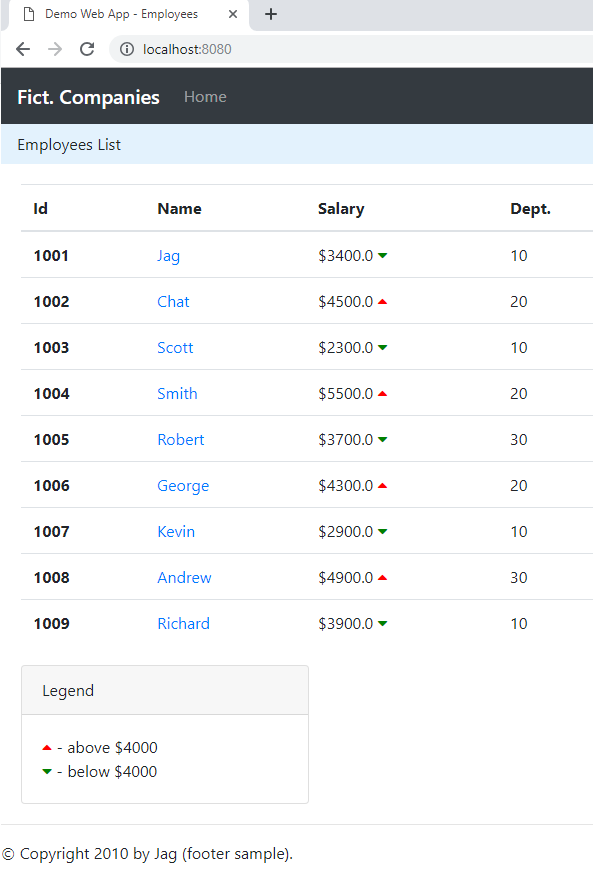 Demo Web App - Employees
localhost:8080
Fict. Companies Home
Employees List
Id Name Salary Dept.
1001 Jag $3400.0 10
1002 Chat $4500.0 20
1003 Scott $2300.0 10
1004 Smith $5500.0 20
1005 Robert $3700.0 30
1006 George $4300.0 20
1007 Kevin $2900.0 10
1008 Andrew $4900.0 30
1009 Richard $3900.0 10
Legend
- above $4000
- below $4000
© Copyright 2010 by Jag (footer sample).